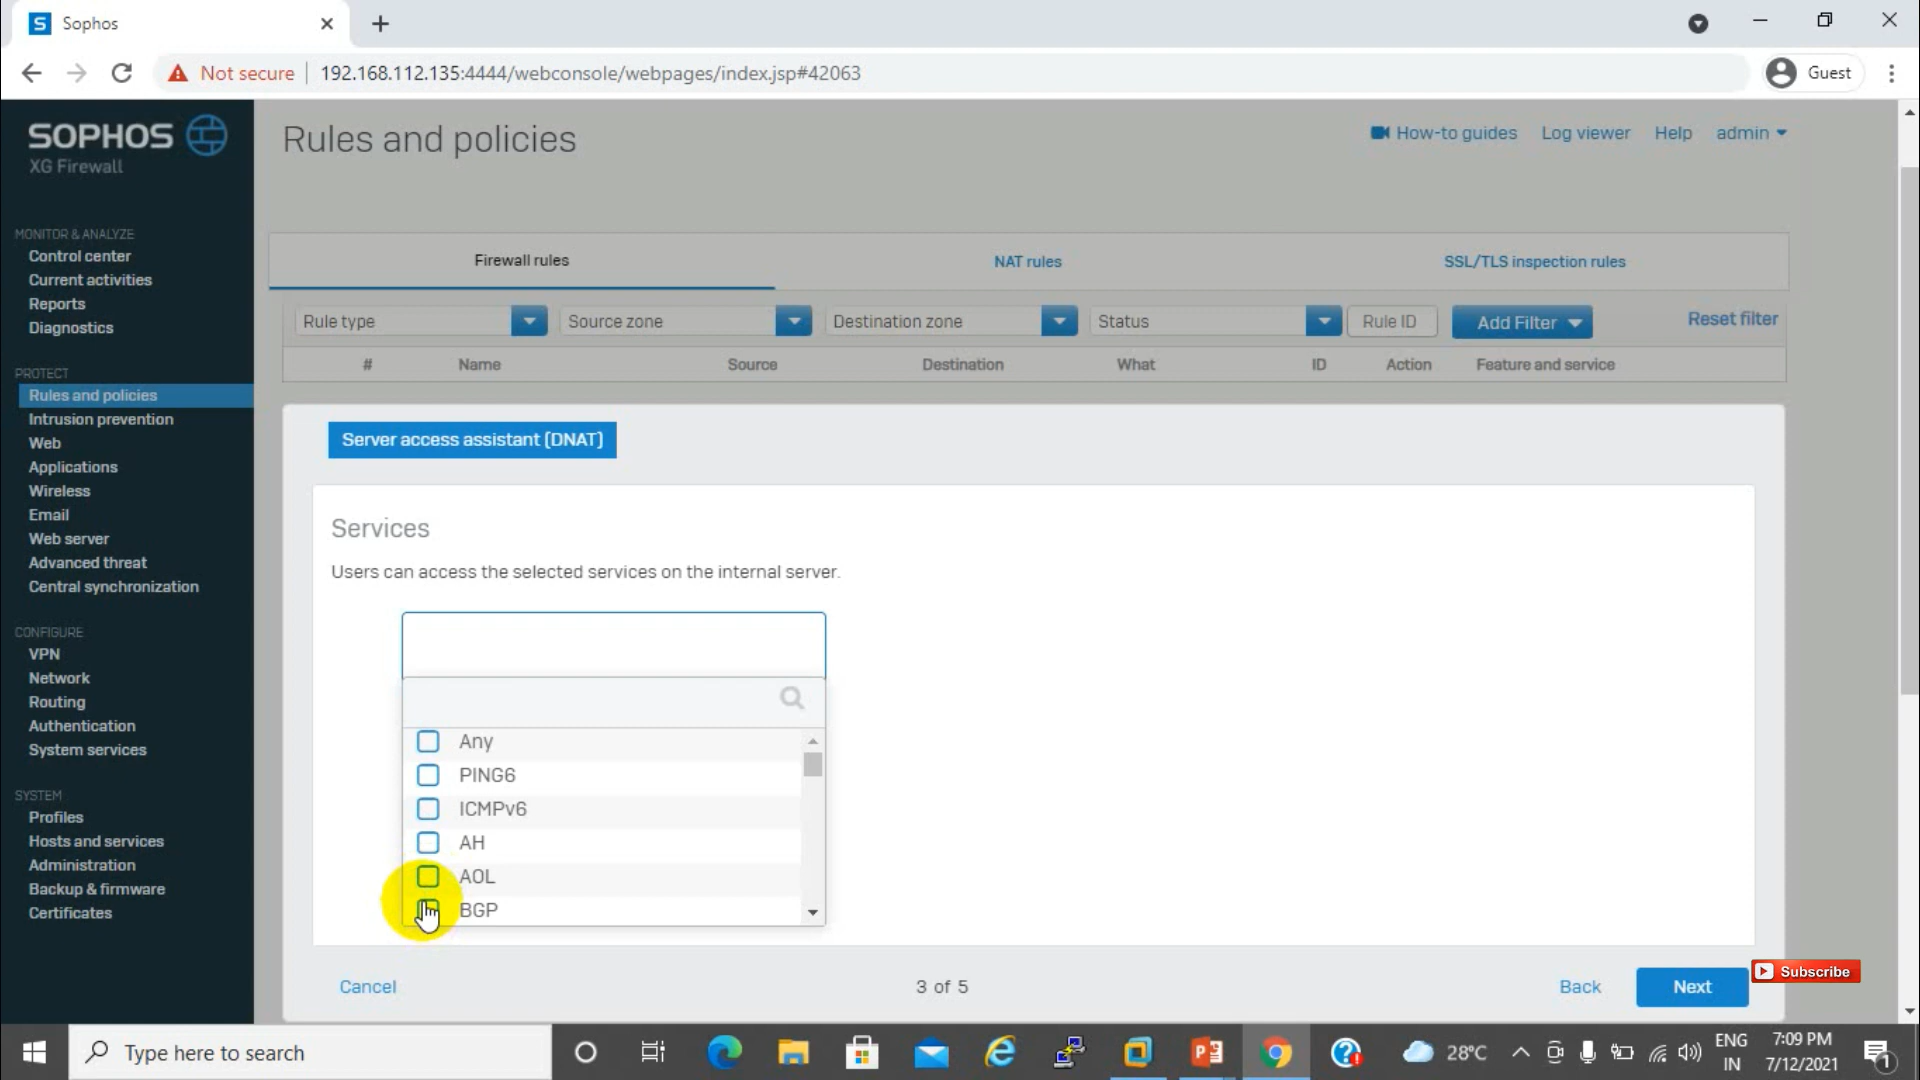 S Sophos
Not secure 192.168.112.135:4444/webconsole/webpages/index.jsp#42063 Guest
SOPHOS
XG Firewall
Rules and policies
How-to guides Log viewer Help admin
MONITOR & ANALYZE
Control center
Current activities
Reports
Diagnostics
PROTECT
Rules and policies
Intrusion prevention
Web
Applications
Wireless
Email
Web server
Advanced threat
Central synchronization
CONFIGURE
VPN
Network
Routing
Authentication
System services
SYSTEM
Profiles
Hosts and services
Administration
Backup & firmware
Certificates
Firewall rules NAT rules SSL/TLS inspection rules
Rule type Source zone Destination zone Status Rule ID Add Filter Reset filter
# Name Source Destination What ID Action Feature and service
Server access assistant (DNAT)
Services
Users can access the selected services on the internal server.
Any
PING6
ICMPv6
AH
AOL
BGP
Cancel 3 of 5 Back Next
Subscribe
Type here to search 28°C ENG 7:09 PM
IN 7/12/2021 1